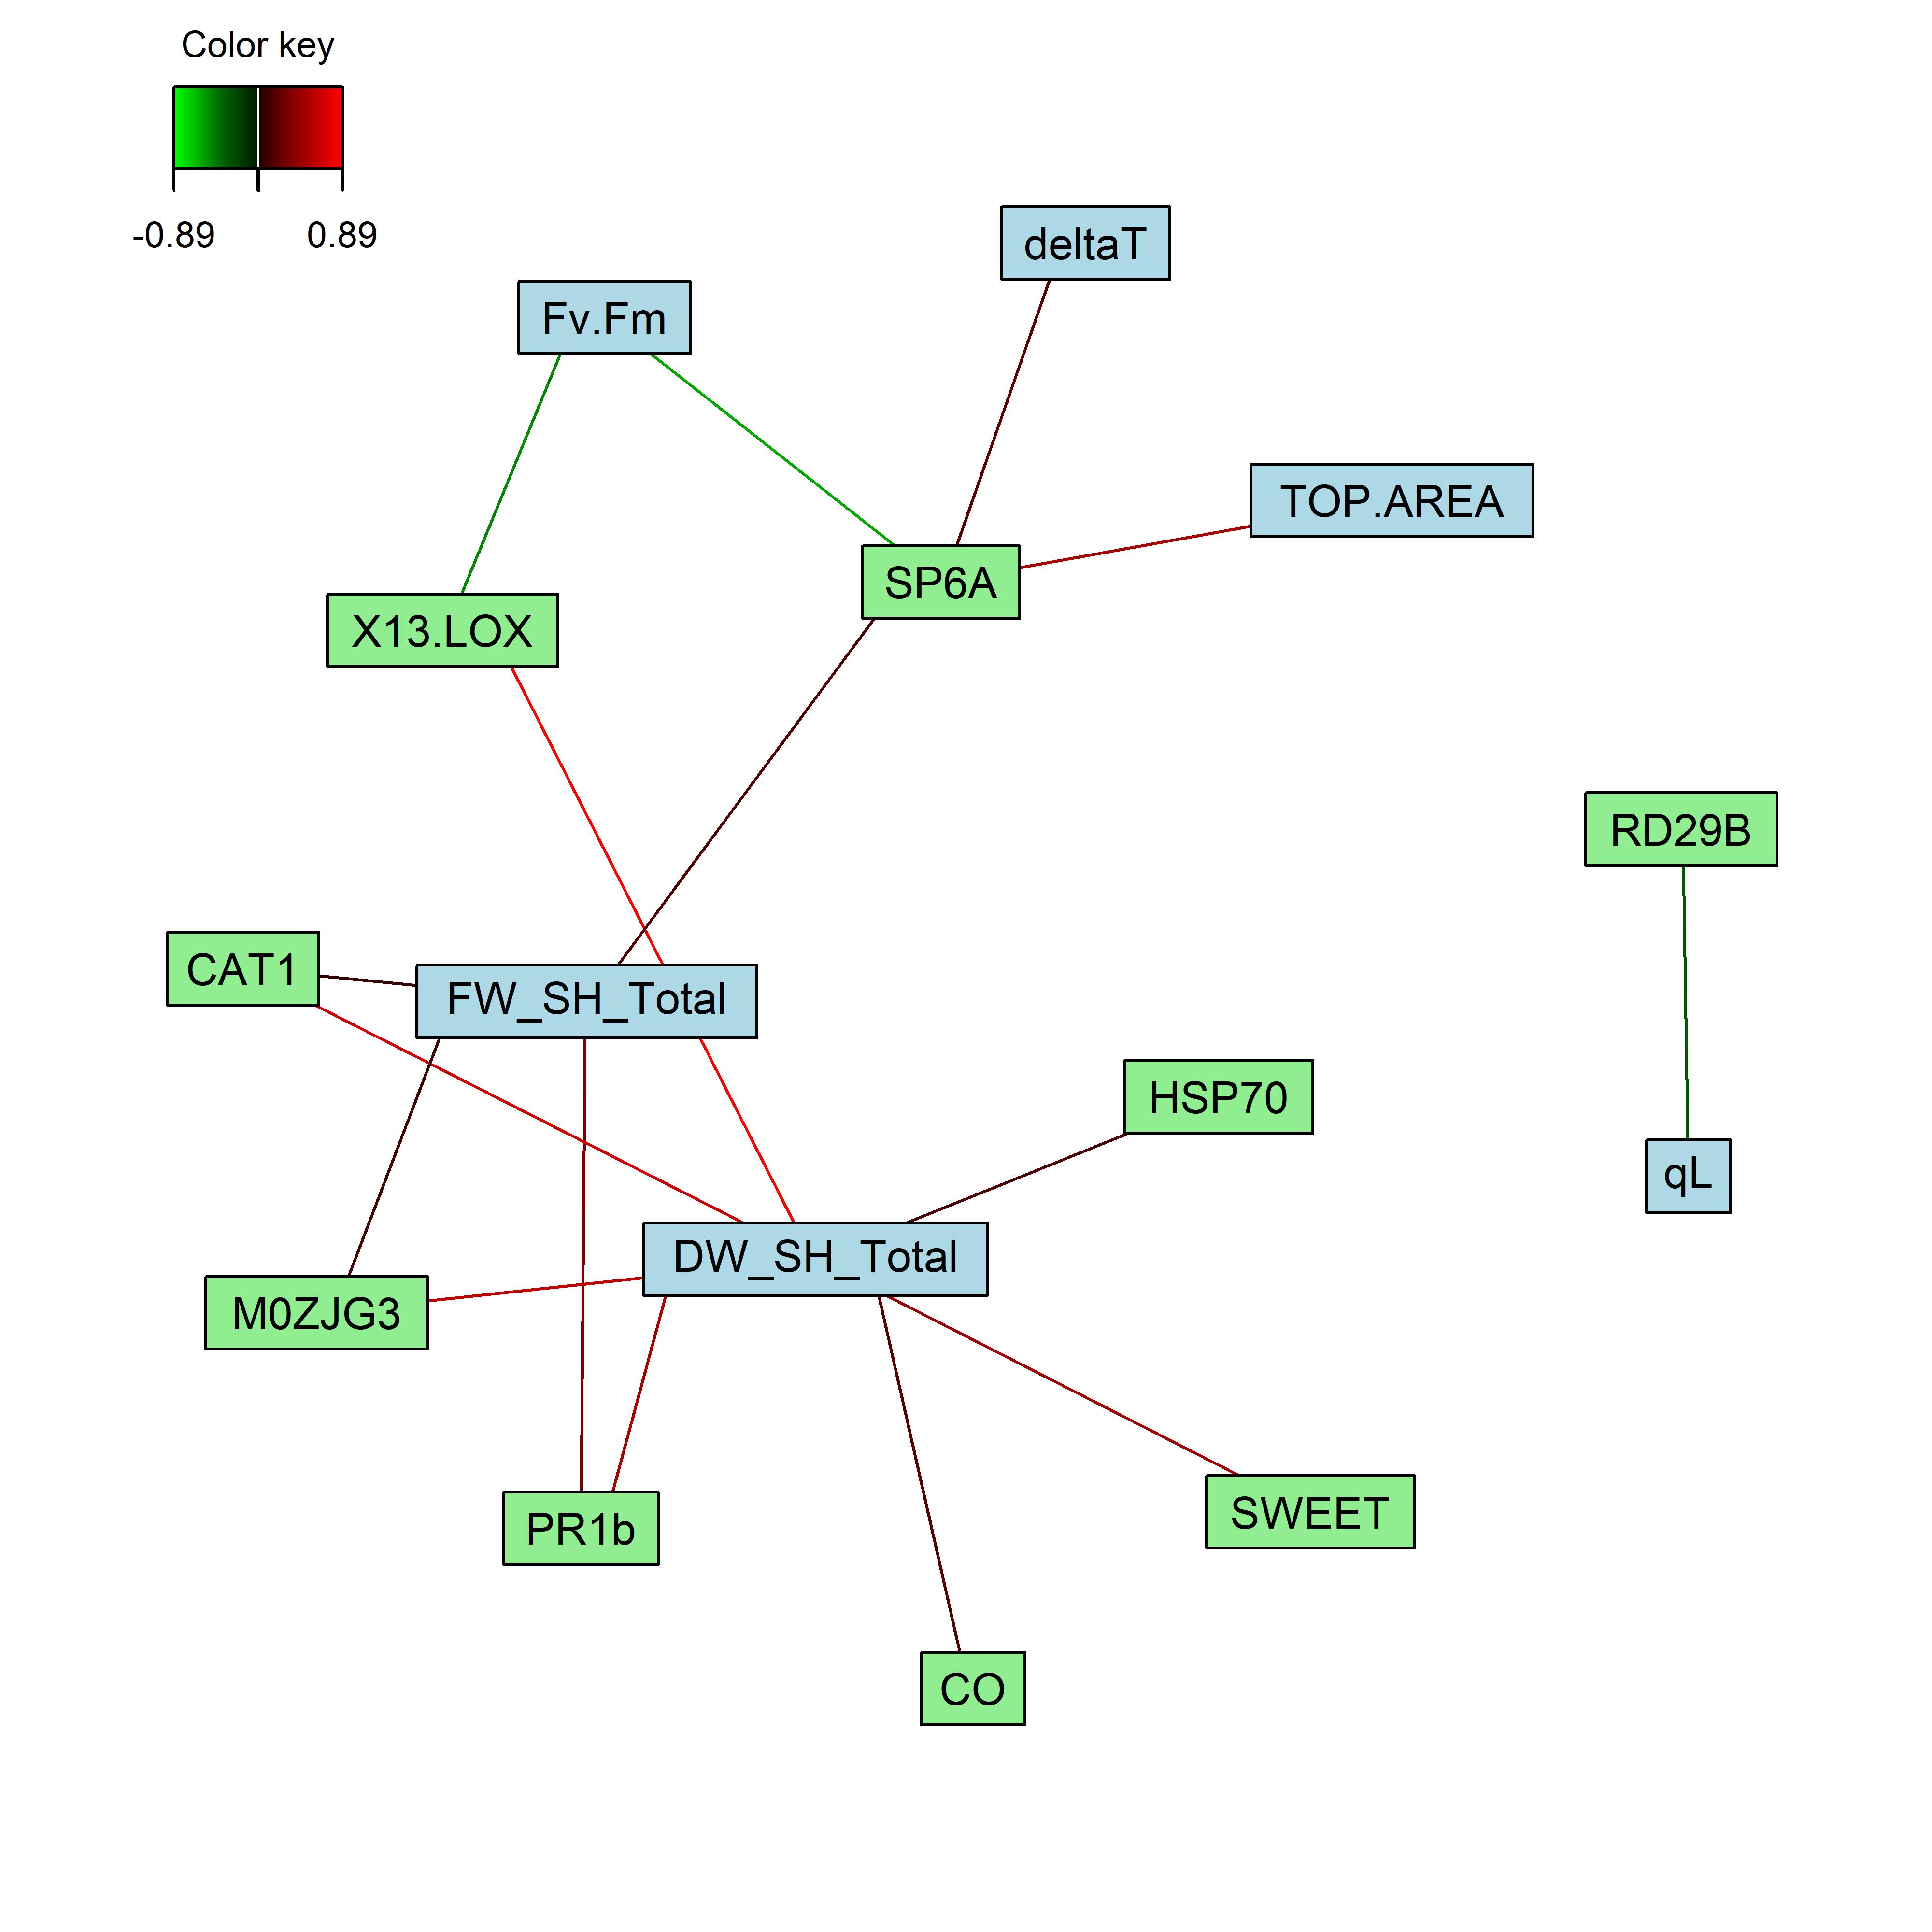 Color key
-0.89 0.89
deltaT
Fv.Fm
TOP.AREA
SP6A
X13.LOX
RD29B
CAT1
FW_SH_Total
HSP70
qL
DW_SH_Total
M0ZJG3
SWEET
PR1b
CO